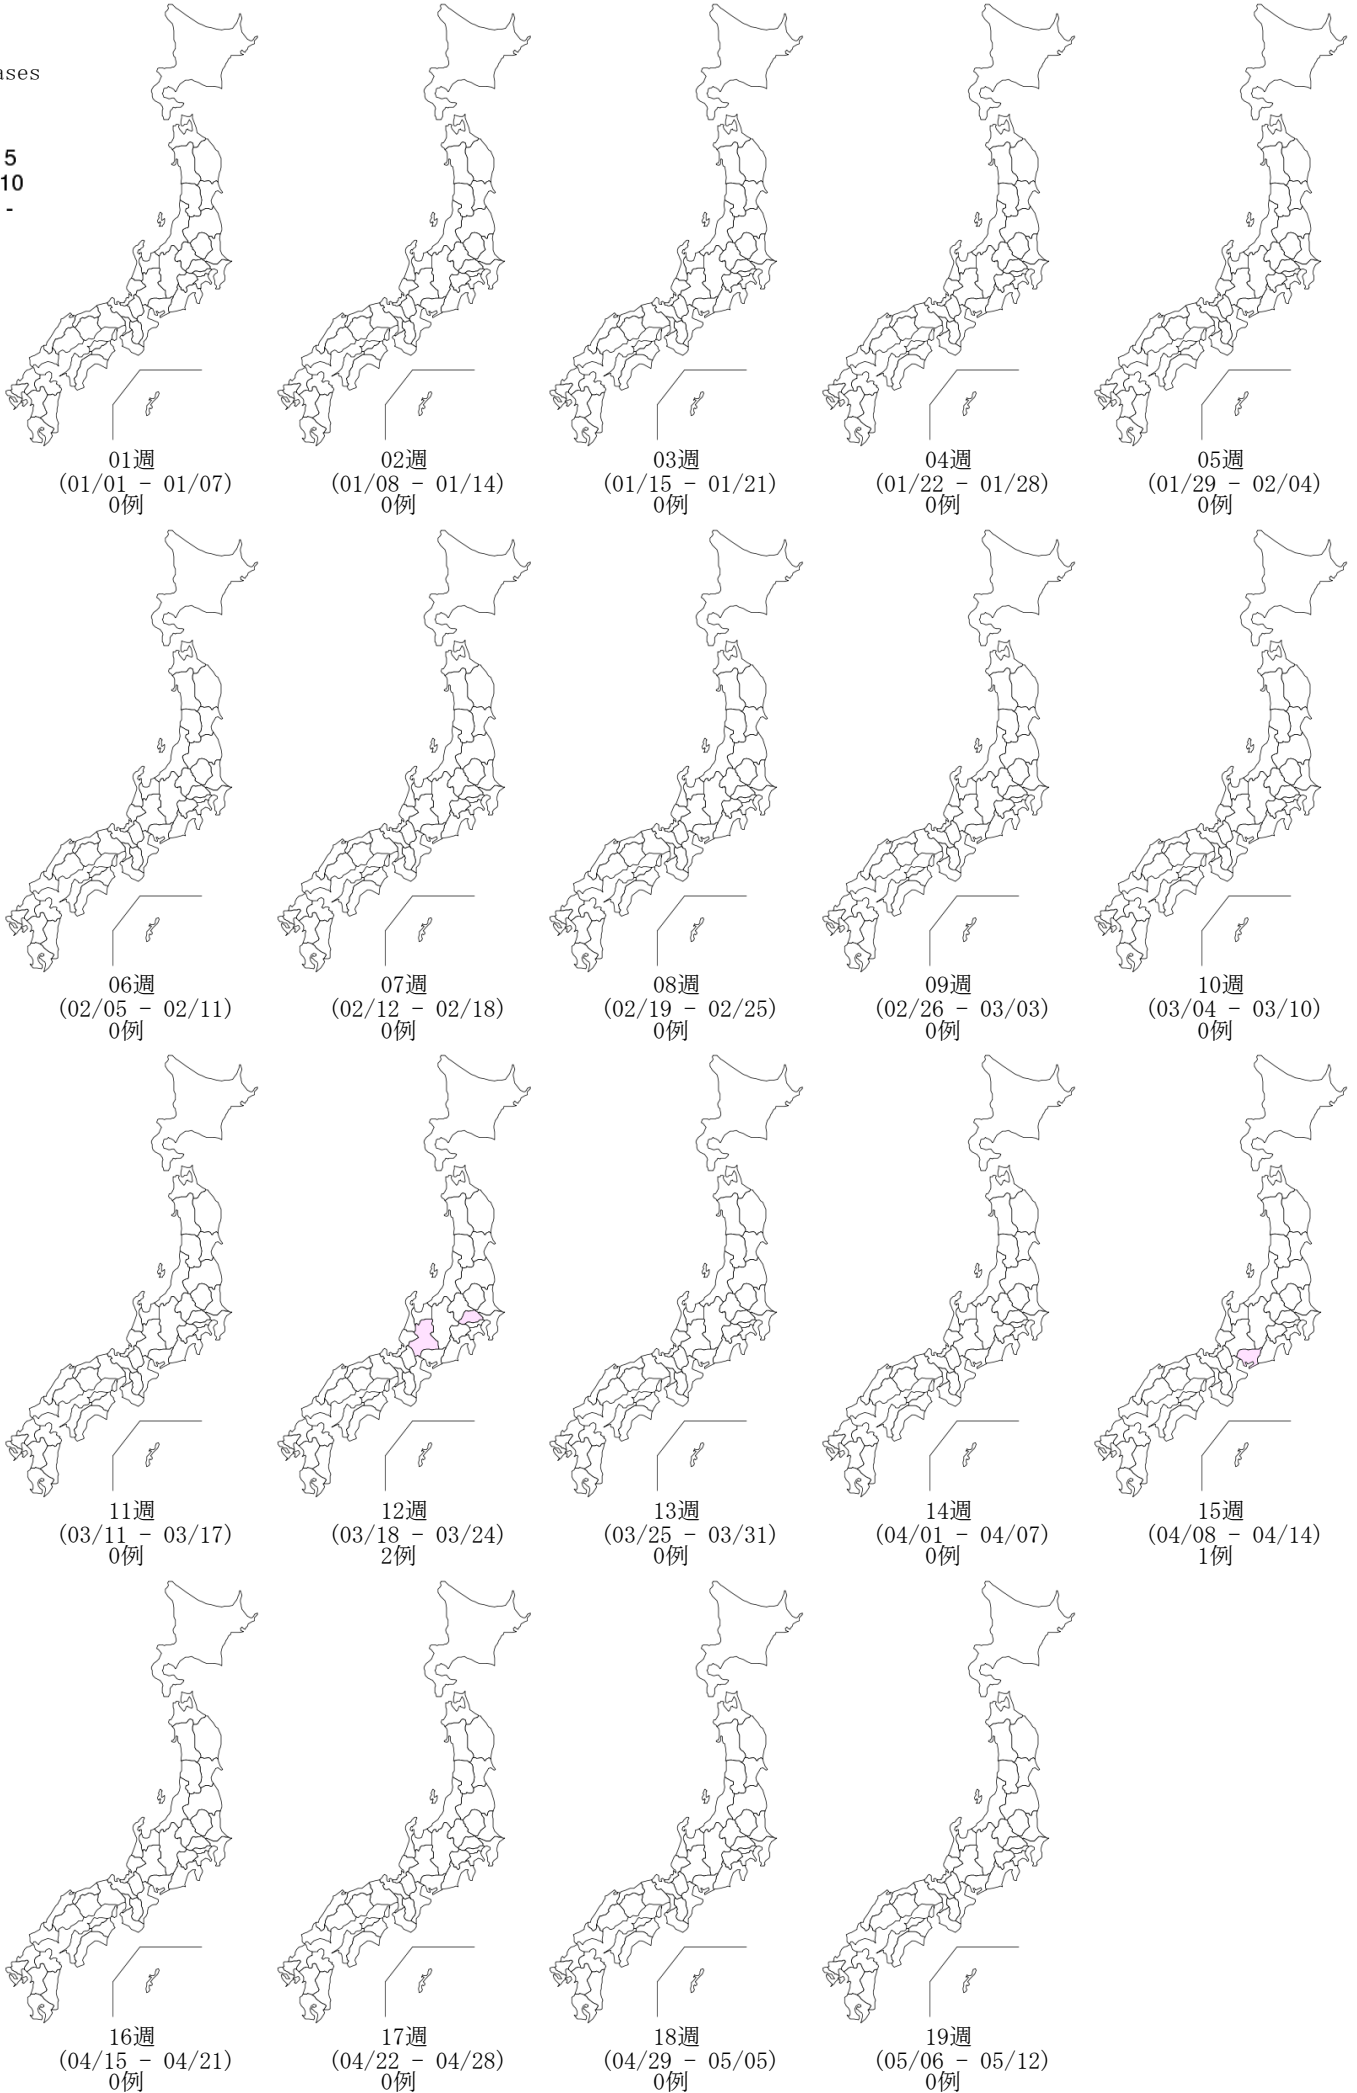 ases
5
10
-
01週
(01/01 - 01/07)
0例
02週
(01/08 - 01/14)
0例
03週
(01/15 - 01/21)
0例
04週
(01/22 - 01/28)
0例
05週
(01/29 - 02/04)
0例
06週
(02/05 - 02/11)
0例
07週
(02/12 - 02/18)
0例
08週
(02/19 - 02/25)
0例
09週
(02/26 - 03/03)
0例
10週
(03/04 - 03/10)
0例
11週
(03/11 - 03/17)
0例
12週
(03/18 - 03/24)
2例
13週
(03/25 - 03/31)
0例
14週
(04/01 - 04/07)
0例
15週
(04/08 - 04/14)
1例
16週
(04/15 - 04/21)
0例
17週
(04/22 - 04/28)
0例
18週
(04/29 - 05/05)
0例
19週
(05/06 - 05/12)
0例